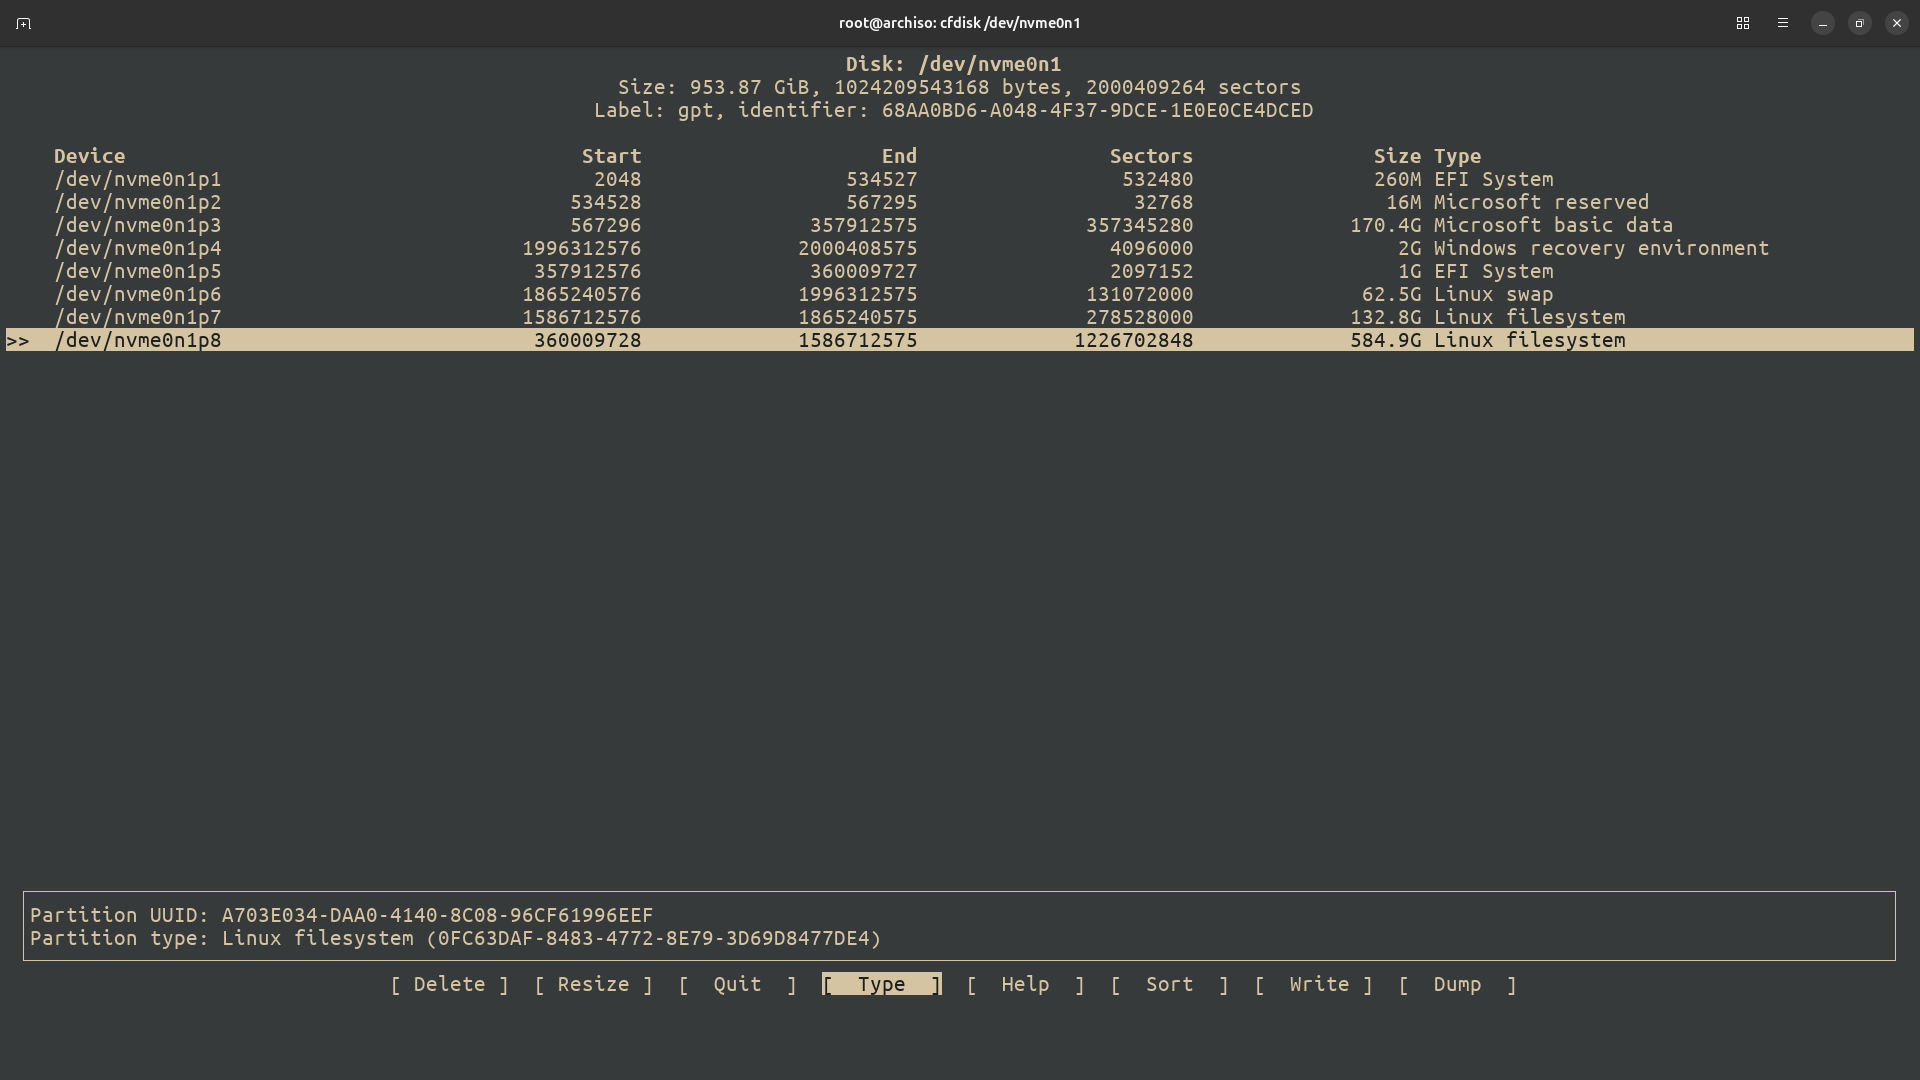 root@archiso: cfdisk /dev/nvme0n1
Disk: /dev/nvme0n1
Size: 953.87 GiB, 1024209543168 bytes, 2000409264 sectors
Label: gpt, identifier: 68AA0BD6-A048-4F37-9DCE-1E0E0CE4DCED
Device Start End Sectors Size Type
/dev/nvme0n1p1 2048 534527 532480 260M EFI System
/dev/nvme0n1p2 534528 567295 32768 16M Microsoft reserved
/dev/nvme0n1p3 567296 357912575 357345280 170.4G Microsoft basic data
/dev/nvme0n1p4 1996312576 2000408575 4096000 2G Windows recovery environment
/dev/nvme0n1p5 357912576 360009727 2097152 1G EFI System
/dev/nvme0n1p6 1865240576 1996312575 131072000 62.5G Linux swap
/dev/nvme0n1p7 1586712576 1865240575 278528000 132.8G Linux filesystem
>> /dev/nvme0n1p8 360009728 1586712575 1226702848 584.9G Linux filesystem
Partition UUID: A703E034-DAA0-4140-8C08-96CF61996EEF
Partition type: Linux filesystem (0FC63DAF-8483-4772-8E79-3D69D8477DE4)
[ Delete ] [ Resize ] [ Quit ] [ Type ] [ Help ] [ Sort ] [ Write ] [ Dump ]